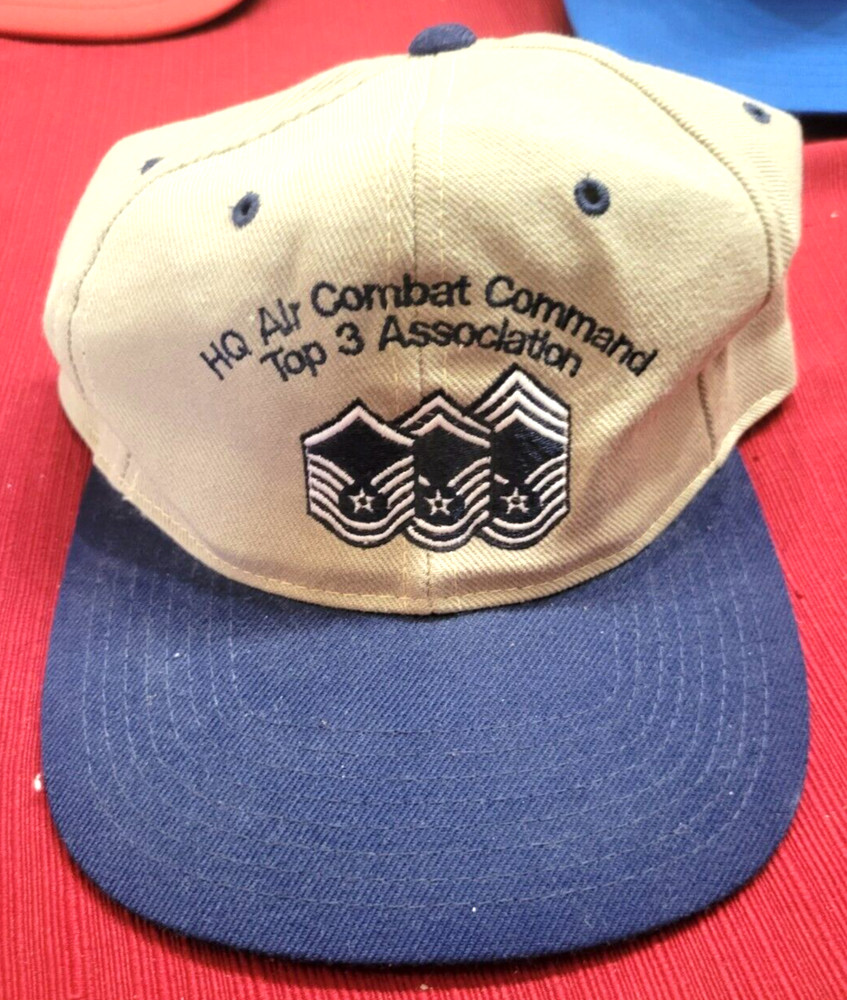 HQ Air Combat Command
Top 3 Association